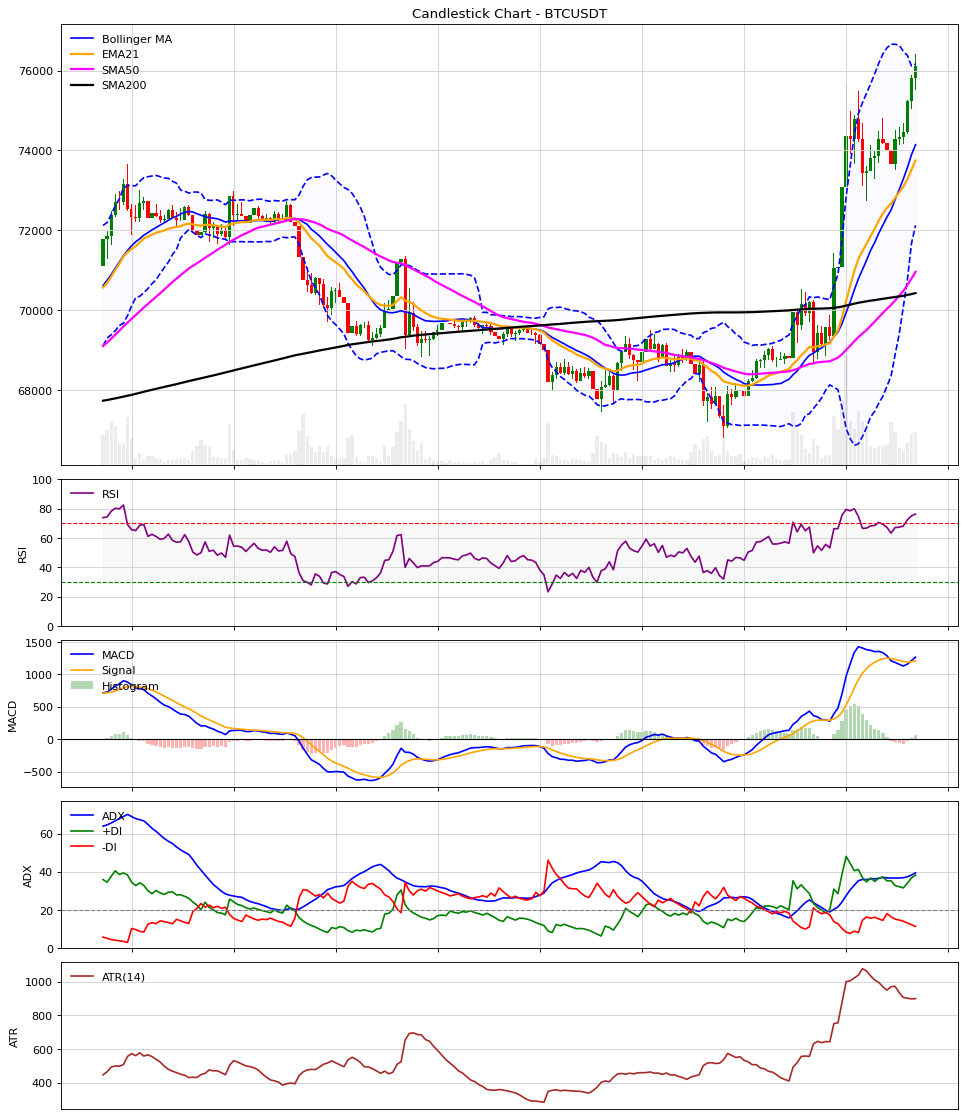 Candlestick Chart - BTCUSDT
Bollinger MA
EMA21
SMA50
SMA200
76000
74000
72000
70000
68000
RSI
RSI
100
80
60
40
20
0
MACD
Signal
Histogram
MACD
1500
1000
500
0
−500
ADX
+DI
-DI
ADX
60
40
20
0
ATR(14)
ATR
1000
800
600
400